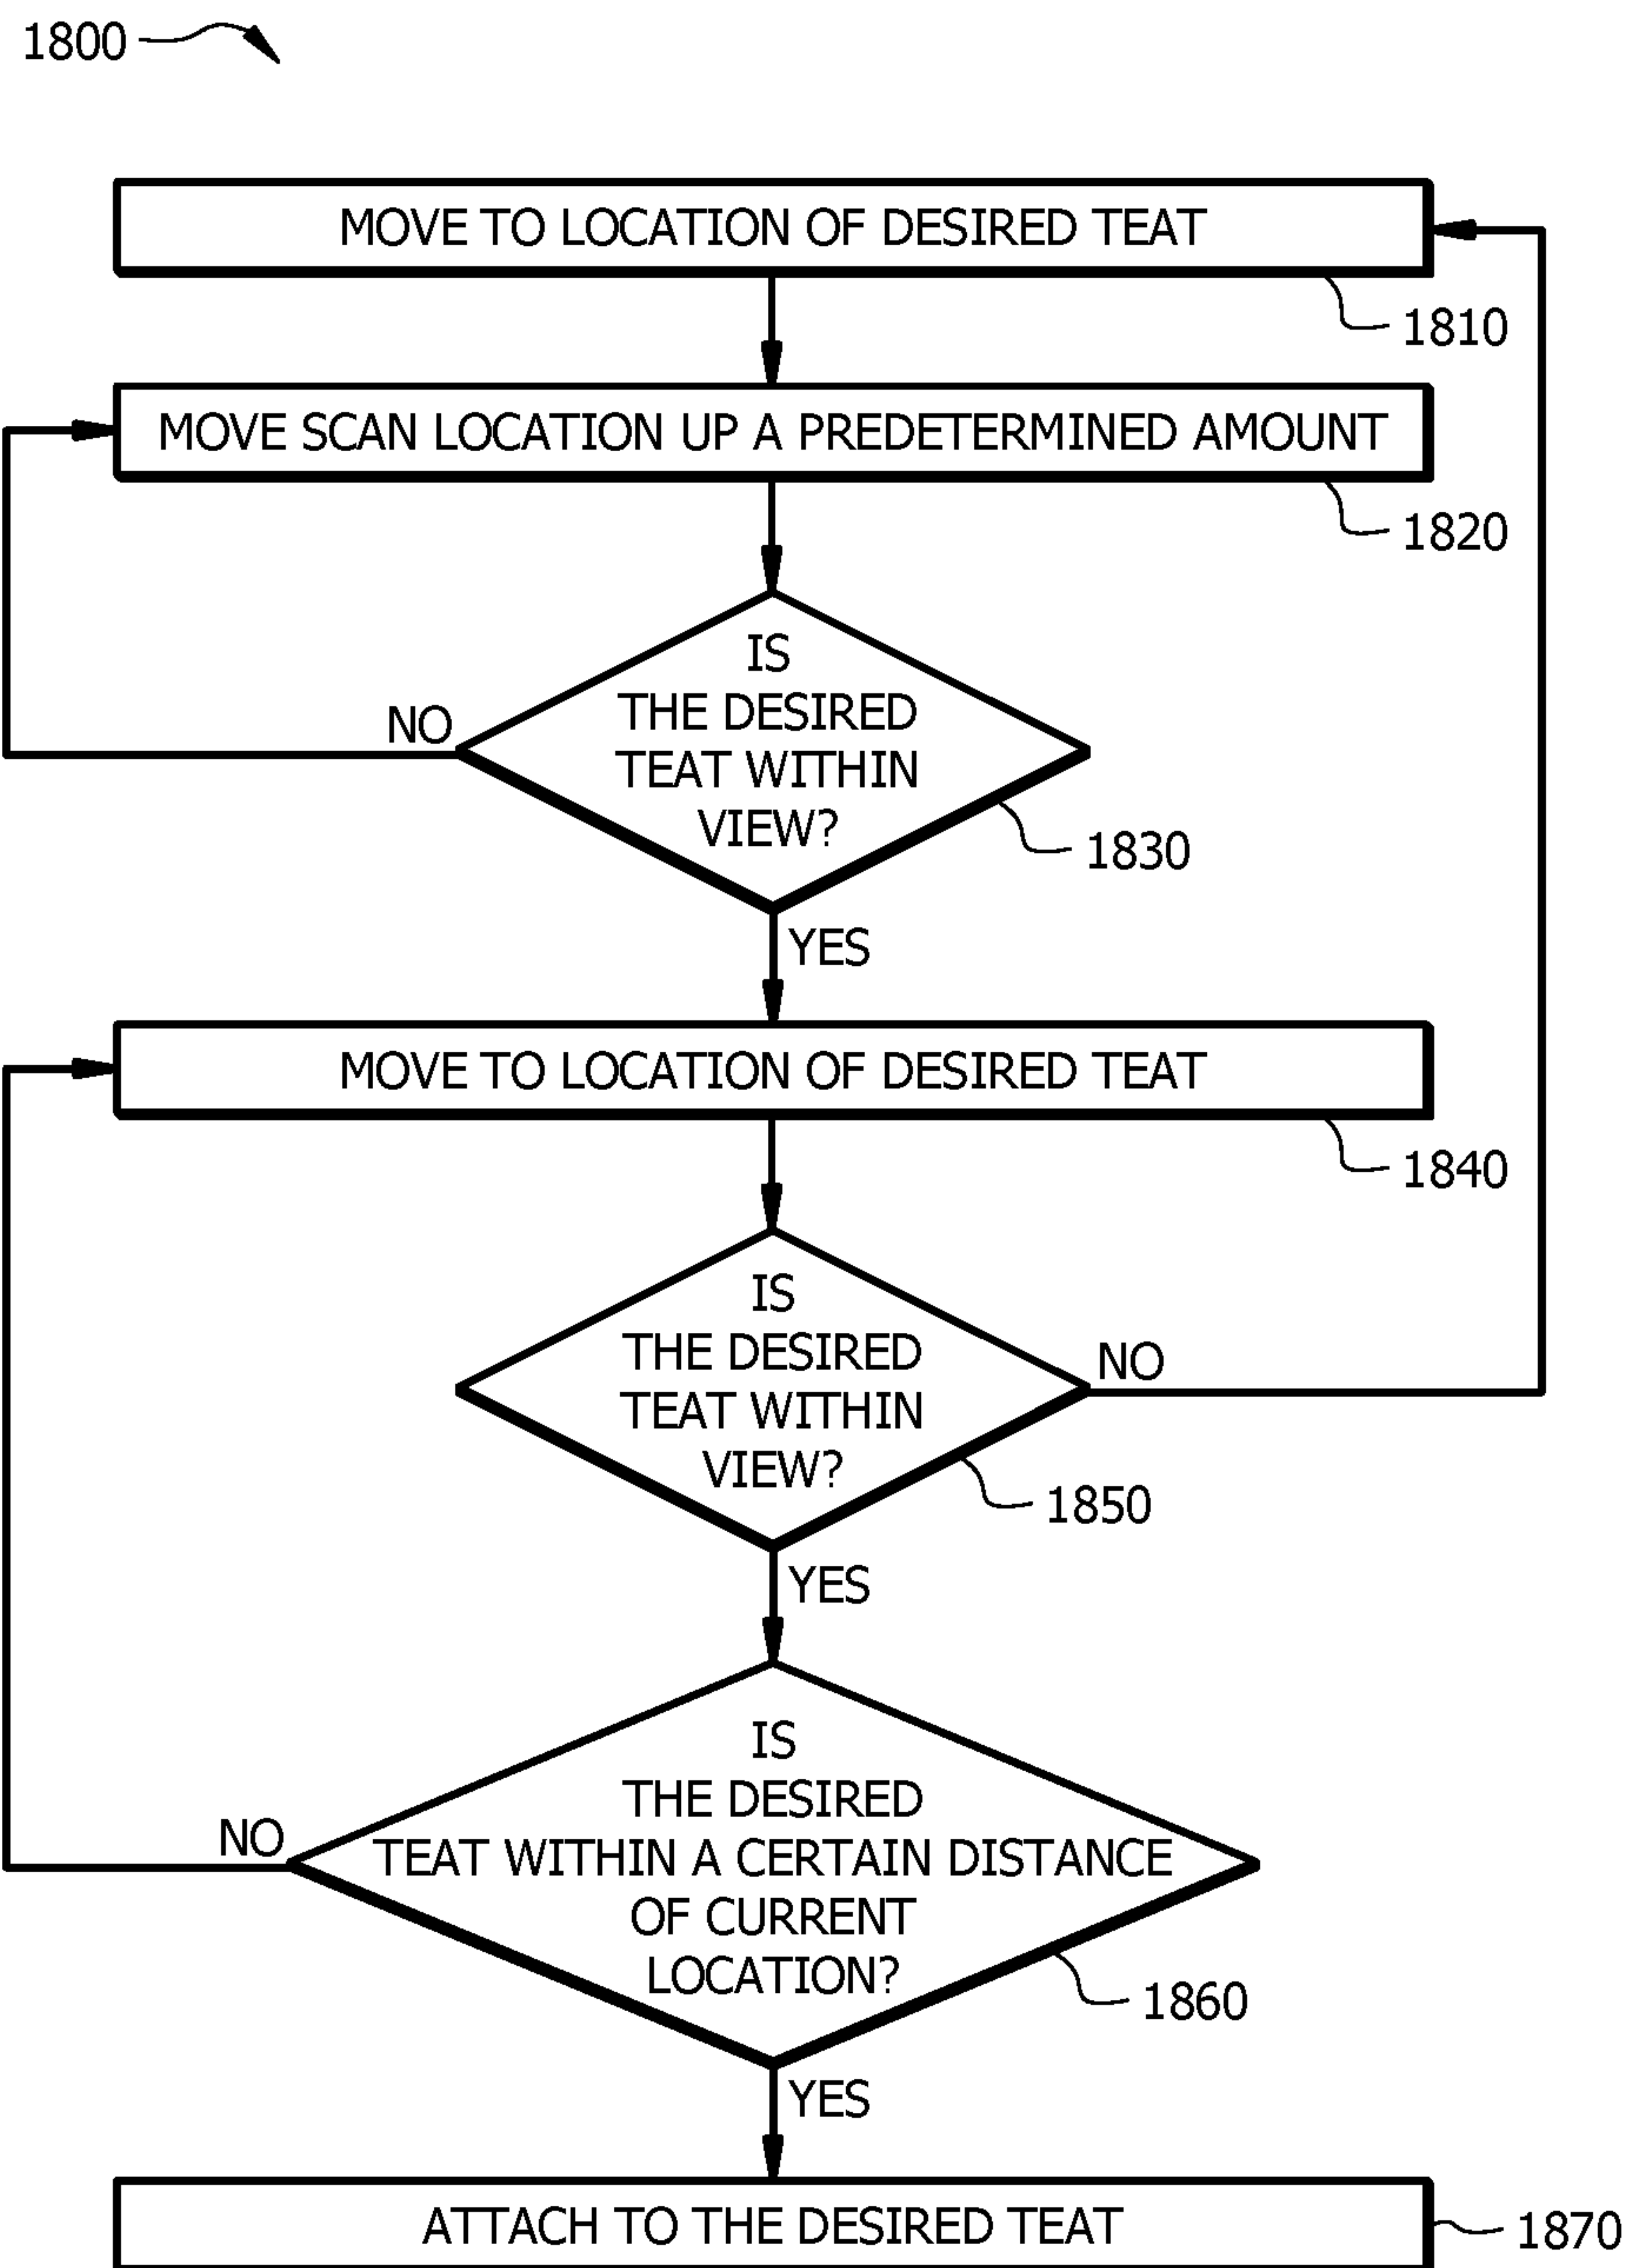 1800
MOVE TO LOCATION OF DESIRED TEAT
1810
MOVE SCAN LOCATION UP A PREDETERMINED AMOUNT
1820
IS
THE DESIRED
TEAT WITHIN
VIEW?
NO
1830
YES
MOVE TO LOCATION OF DESIRED TEAT
1840
IS
THE DESIRED
TEAT WITHIN
VIEW?
NO
1850
YES
IS
THE DESIRED
TEAT WITHIN A CERTAIN DISTANCE
OF CURRENT
LOCATION?
NO
1860
YES
ATTACH TO THE DESIRED TEAT
1870